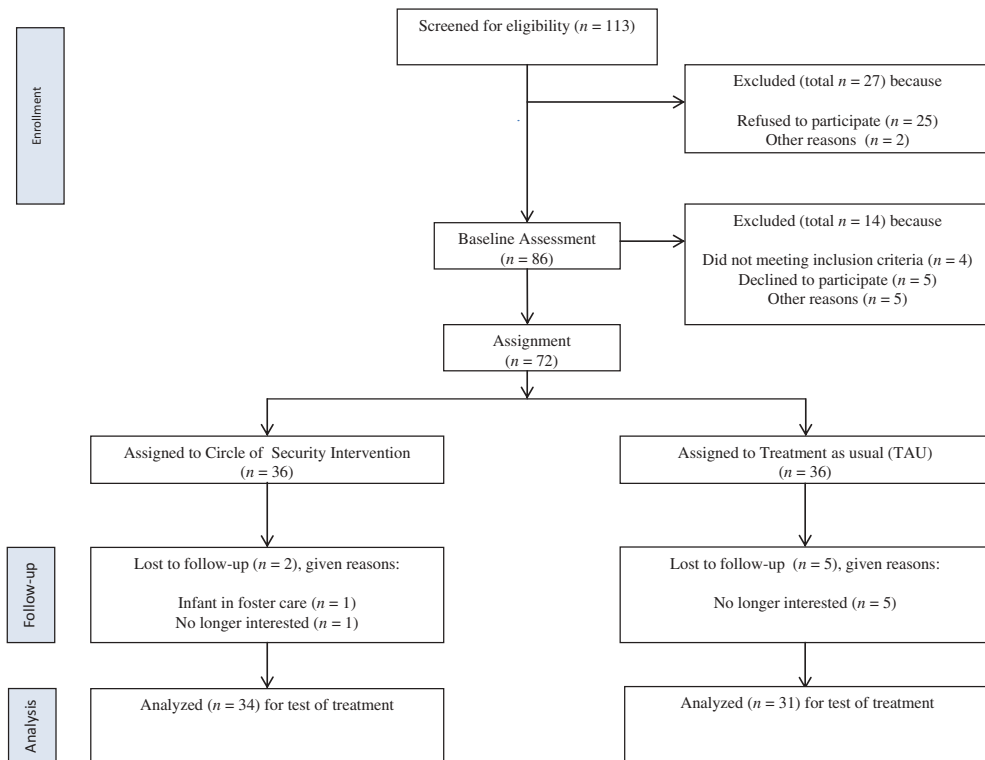 Enrollment
Screened for eligibility (n = 113)
Excluded (total n = 27) because
Refused to participate (n = 25)
Other reasons (n = 2)
Baseline Assessment
(n = 86)
Excluded (total n = 14) because
Did not meeting inclusion criteria (n = 4)
Declined to participate (n = 5)
Other reasons (n = 5)
Assignment
(n = 72)
Assigned to Circle of Security Intervention
(n = 36)
Assigned to Treatment as usual (TAU)
(n = 36)
Follow-up
Lost to follow-up (n = 2), given reasons:
Infant in foster care (n = 1)
No longer interested (n = 1)
Lost to follow-up (n = 5), given reasons:
No longer interested (n = 5)
Analysis
Analyzed (n = 34) for test of treatment
Analyzed (n = 31) for test of treatment